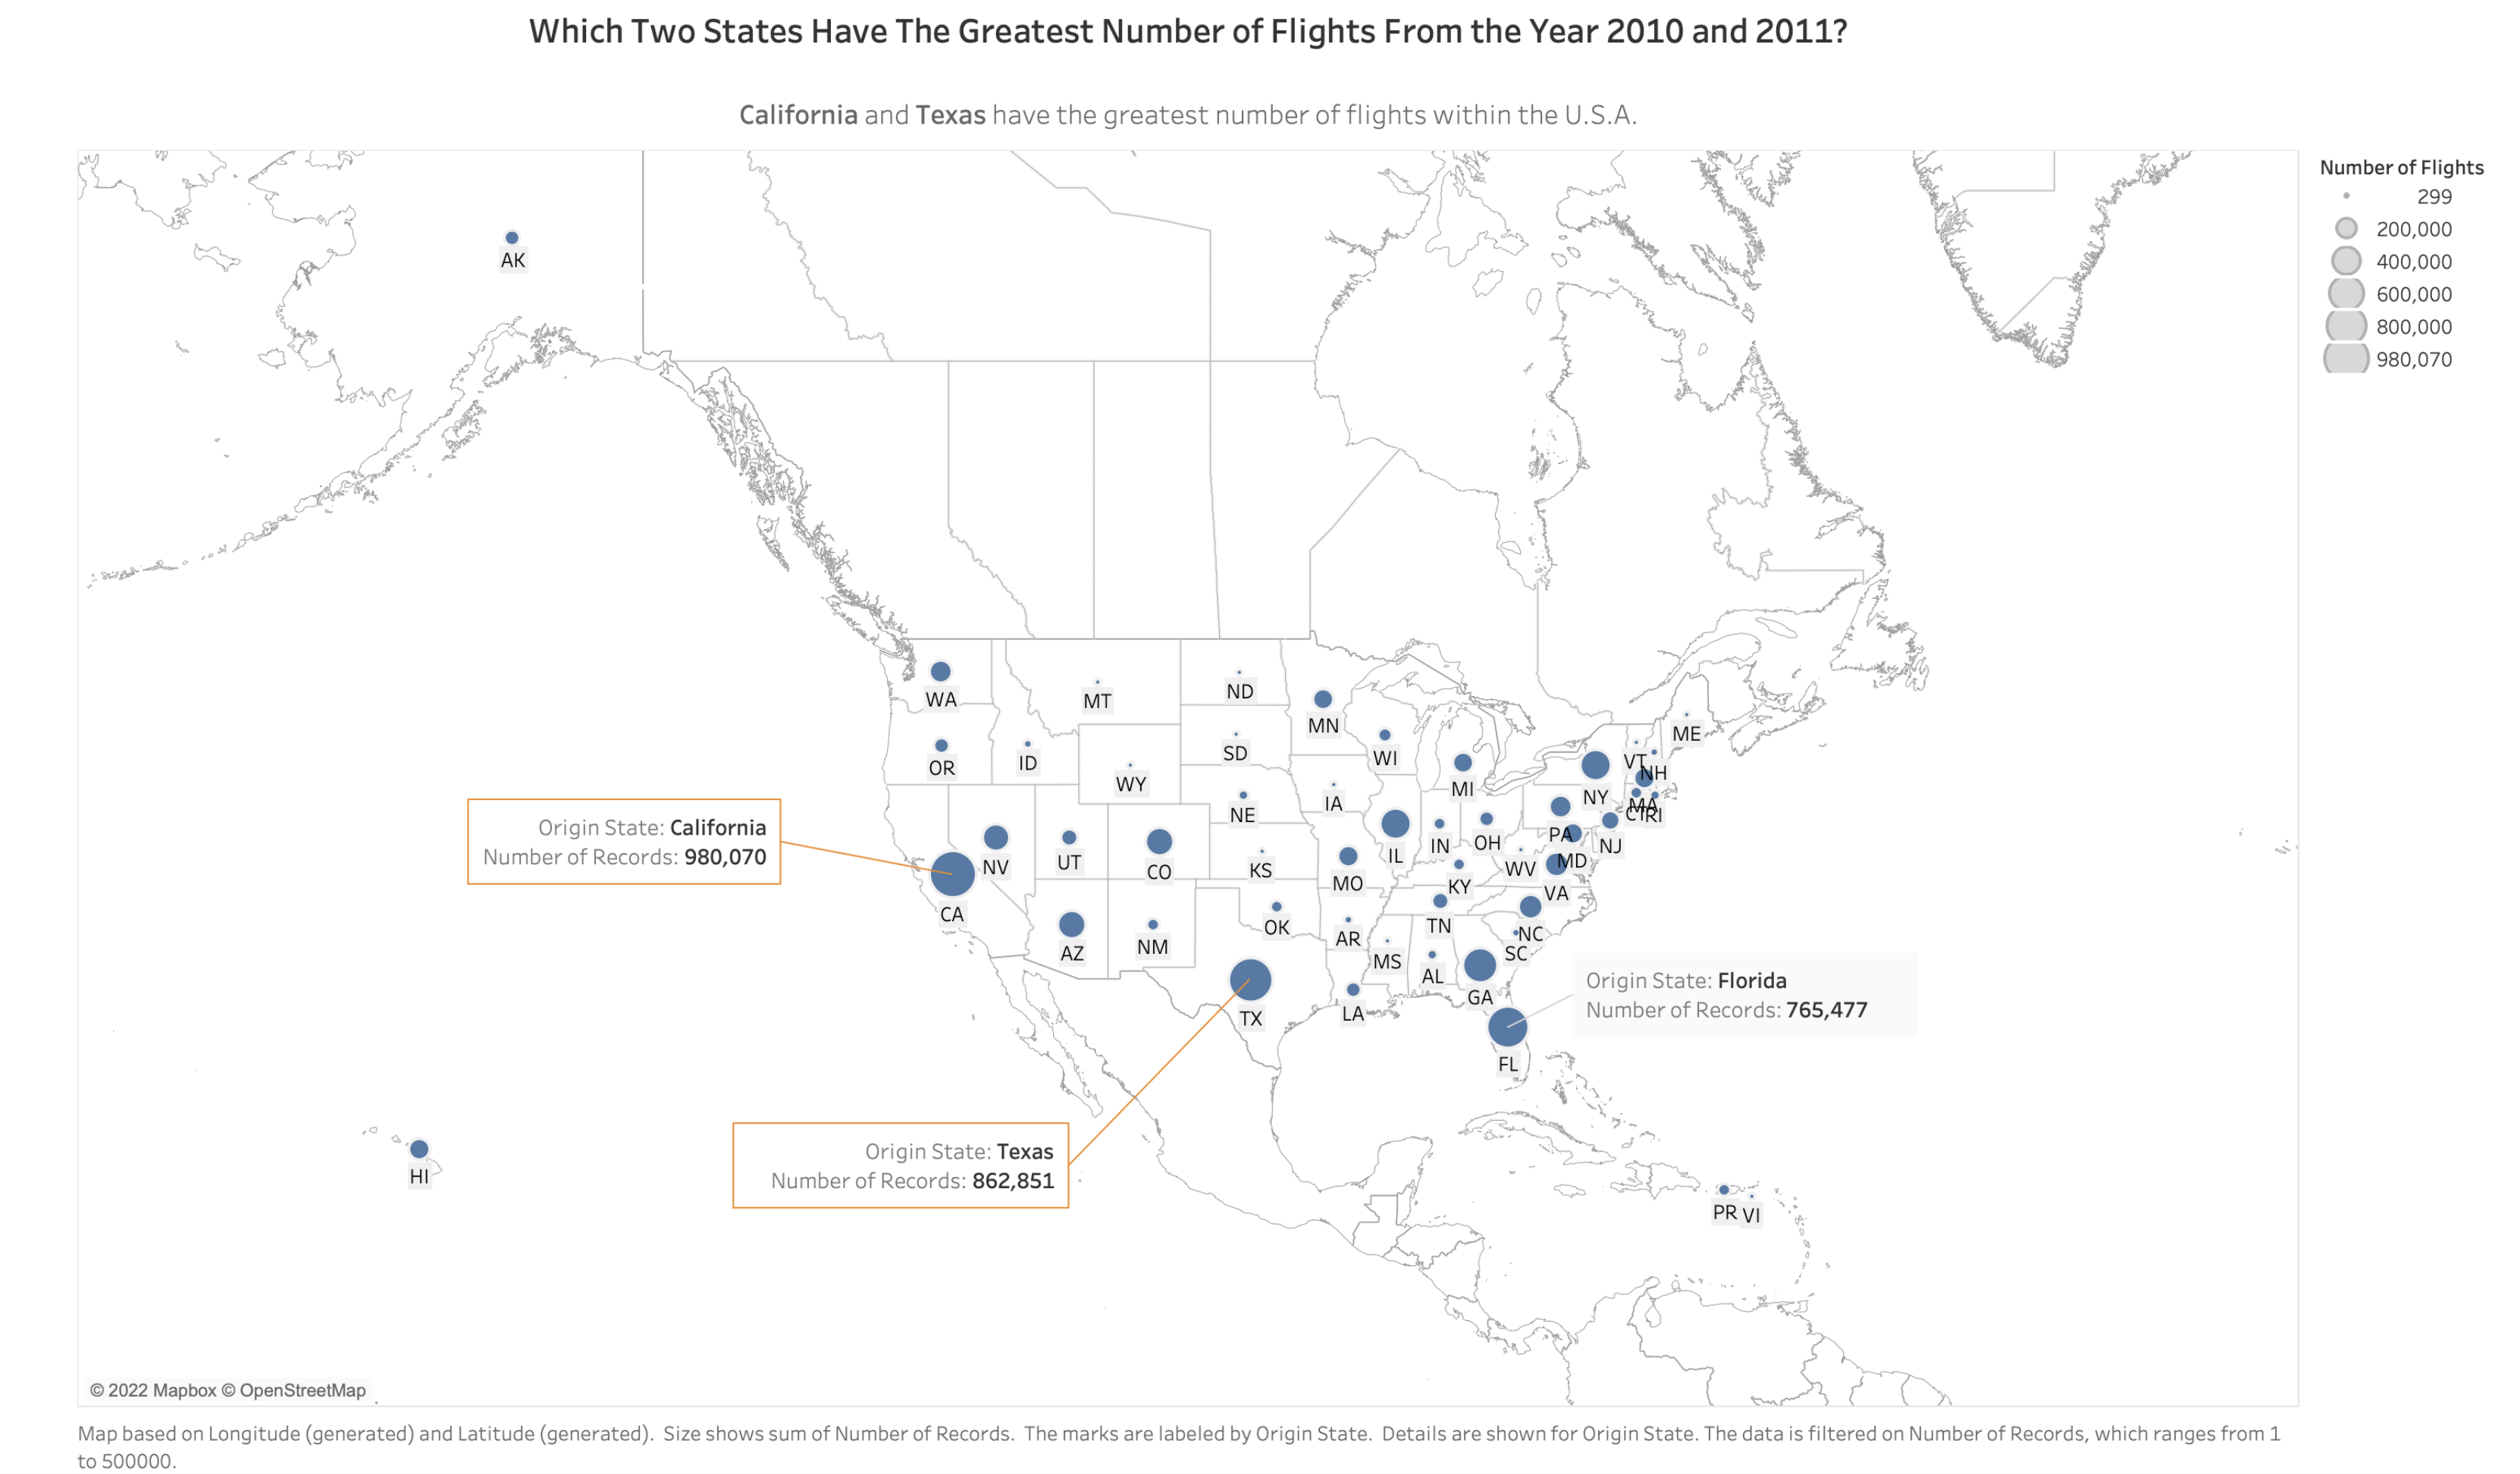 Which Two States Have The Greatest Number of Flights From the Year 2010 and 2011?
California and Texas have the greatest number of flights within the U.S.A.
Number of Flights
299
200,000
400,000
600,000
800,000
980,070
AK
WA
MT
ND
MN
ME
OR
ID
SD
WI
VT
NH
WY
MI
NY
IA
MA
NE
CT
RI
Origin State: California
Number of Records: 980,070
NV
UT
CO
KS
MO
IL
IN
OH
PA
NJ
WV
MD
KY
VA
CA
AZ
NM
OK
AR
TN
NC
SC
MS
AL
GA
TX
LA
Origin State: Florida
Number of Records: 765,477
FL
Origin State: Texas
Number of Records: 862,851
HI
PR
VI
© 2022 Mapbox © OpenStreetMap
Map based on Longitude (generated) and Latitude (generated). Size shows sum of Number of Records. The marks are labeled by Origin State. Details are shown for Origin State. The data is filtered on Number of Records, which ranges from 1
to 500000.